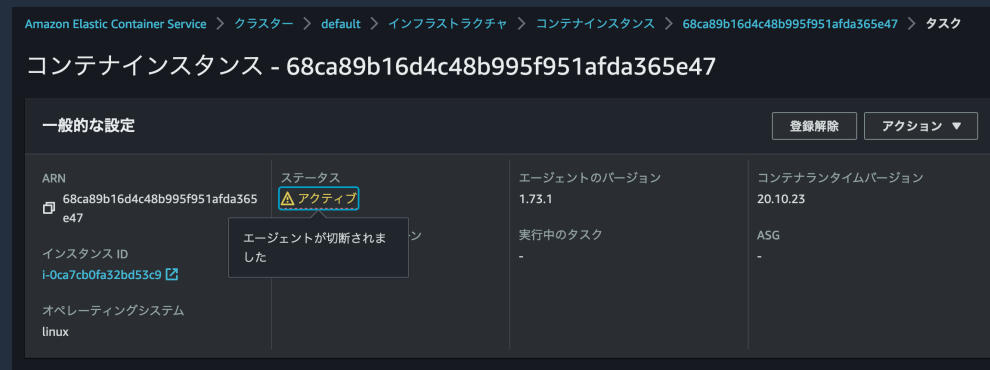 Amazon Elastic Container Service > クラスター > default > インフラストラクチャ > コンテナインスタンス > 68ca89b16d4c48b995f951afda365e47 > タスク
コンテナインスタンス - 68ca89b16d4c48b995f951afda365e47
一般的な設定
登録解除
アクション ▼
ARN
68ca89b16d4c48b995f951afda365
e47
ステータス
アクティブ
エージェントが切断されま
した
ン
エージェントのバージョン
1.73.1
コンテナランタイムバージョン
20.10.23
インスタンス ID
i-0ca7cb0fa32bd53c9
実行中のタスク
-
ASG
-
オペレーティングシステム
linux